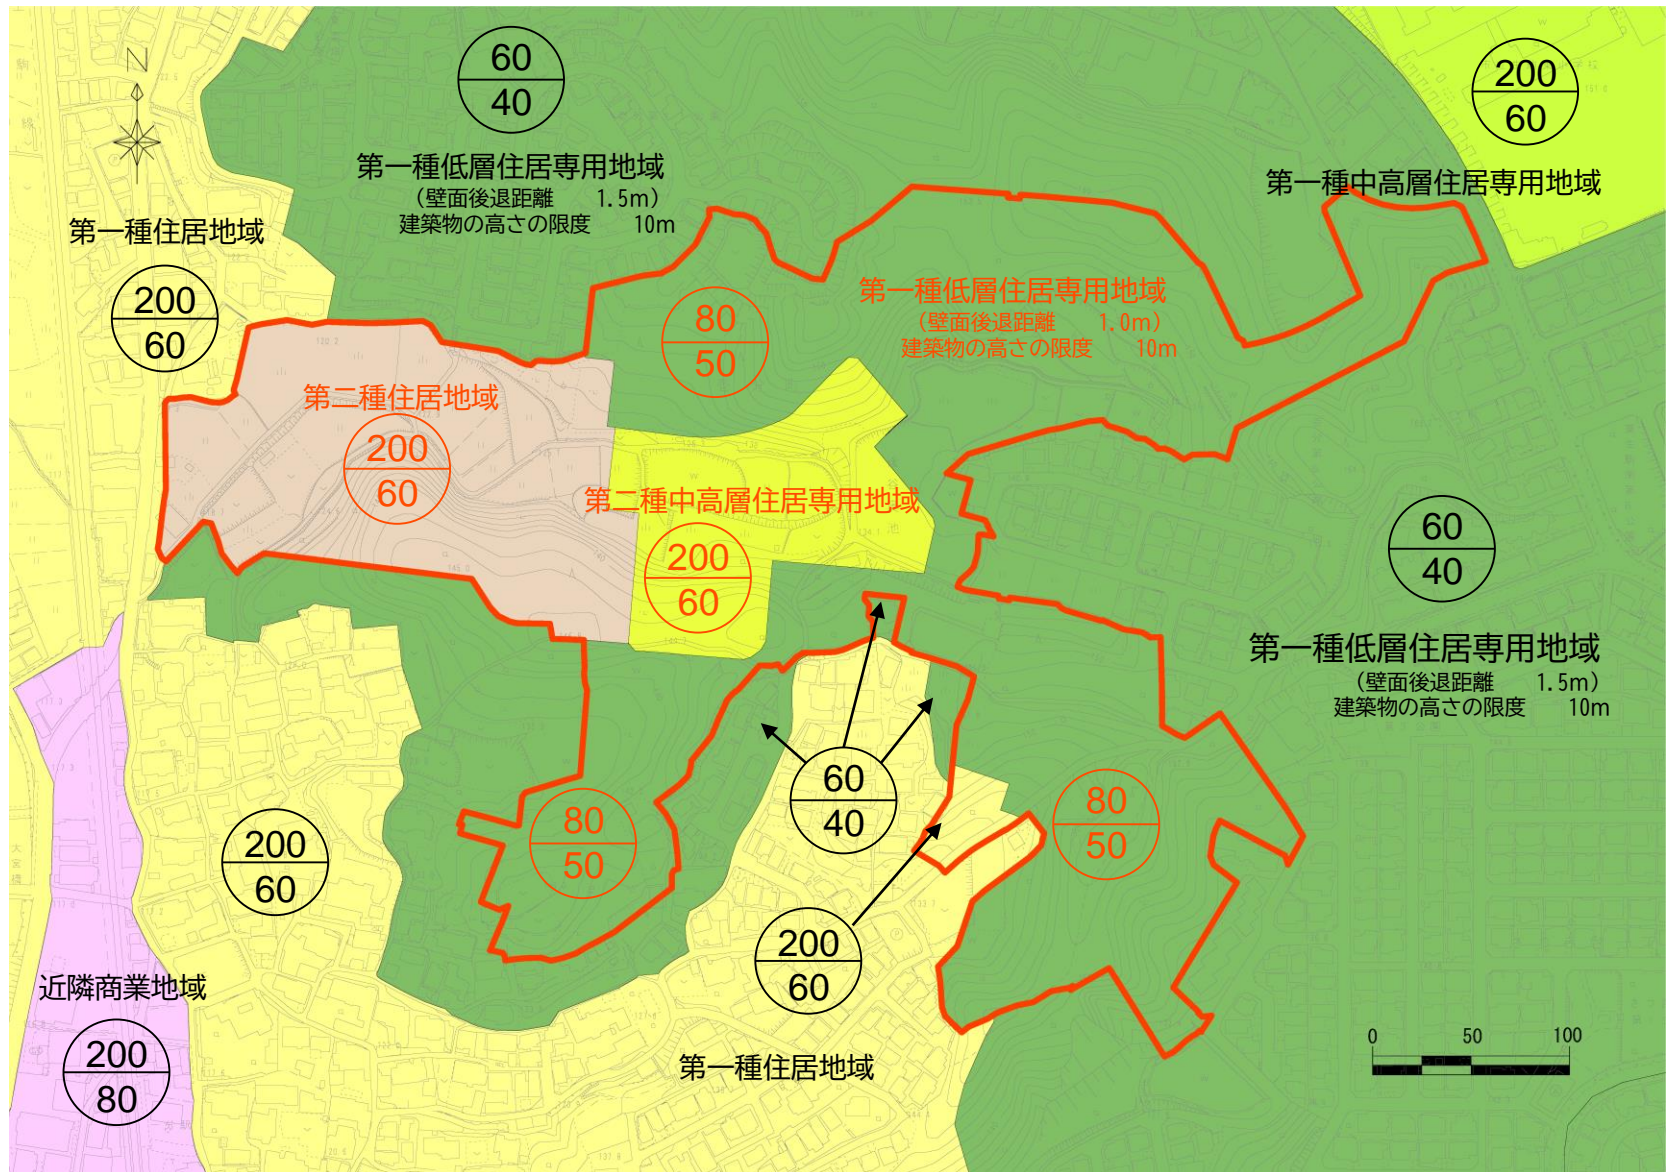 N
60
40
第一種低層住居専用地域
(壁面後退距離 1.5m)
建築物の高さの限度 10m
200
60
第一種中高層住居専用地域
第一種住居地域
200
60
80
50
第一種低層住居専用地域
(壁面後退距離 1.0m)
建築物の高さの限度 10m
第二種住居地域
200
60
第二種中高層住居専用地域
200
60
60
40
第一種低層住居専用地域
(壁面後退距離 1.5m)
建築物の高さの限度 10m
60
40
80
50
80
50
200
60
200
60
近隣商業地域
200
80
第一種住居地域
0 50 100